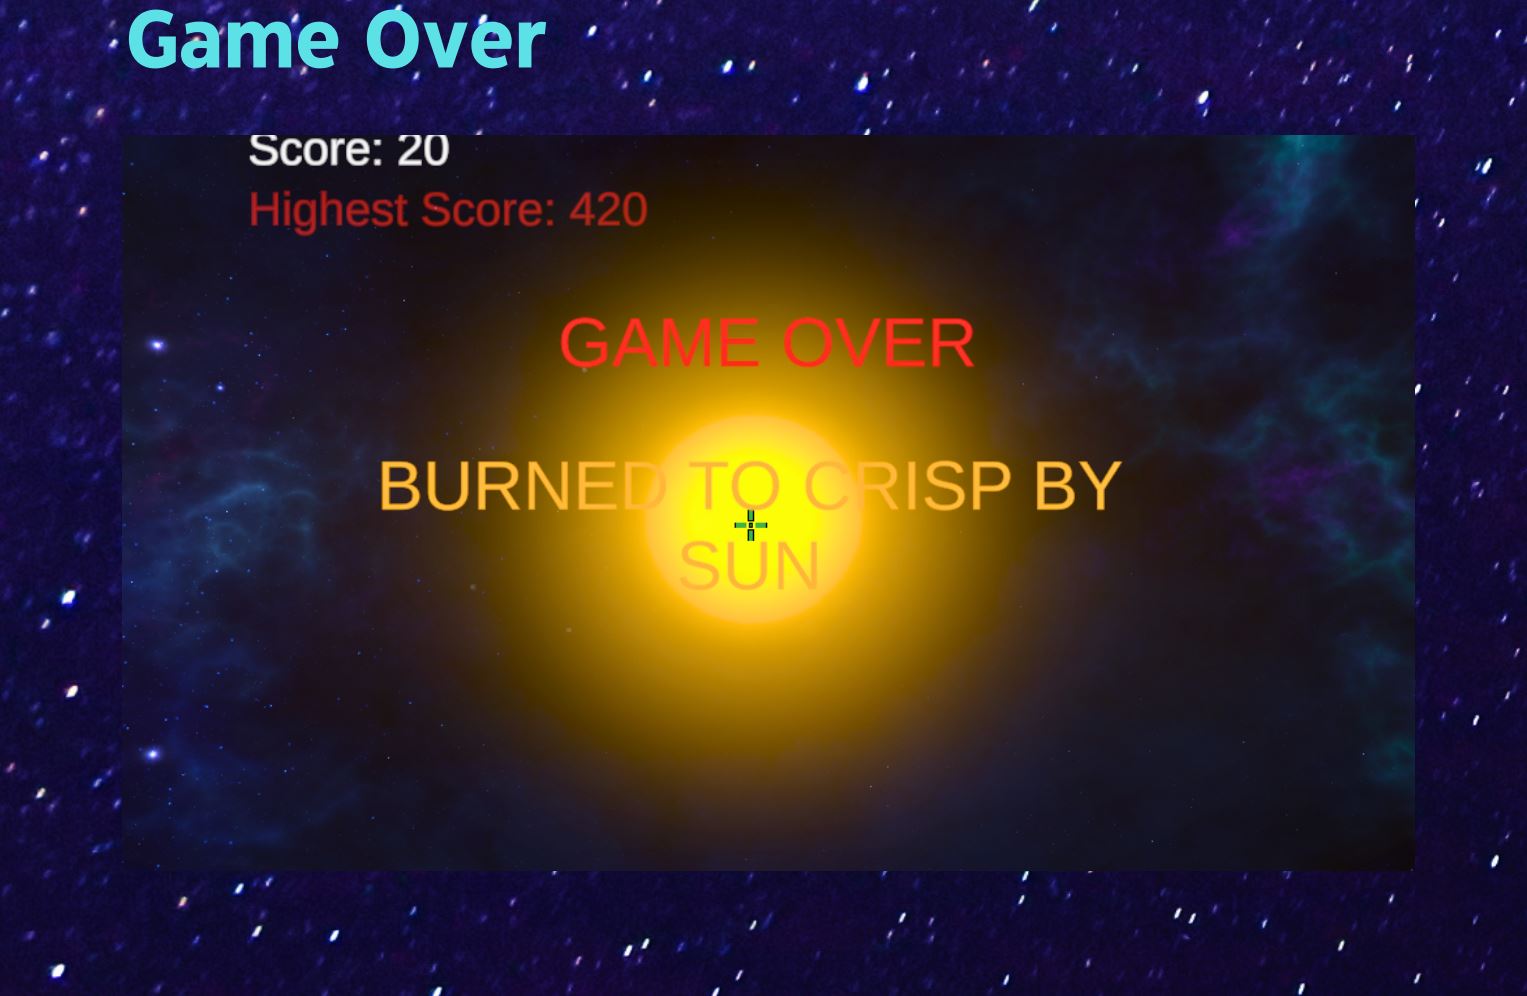 Game Over
Score: 20
Highest Score: 420
GAME OVER
BURNED TO CRISP BY
SUN